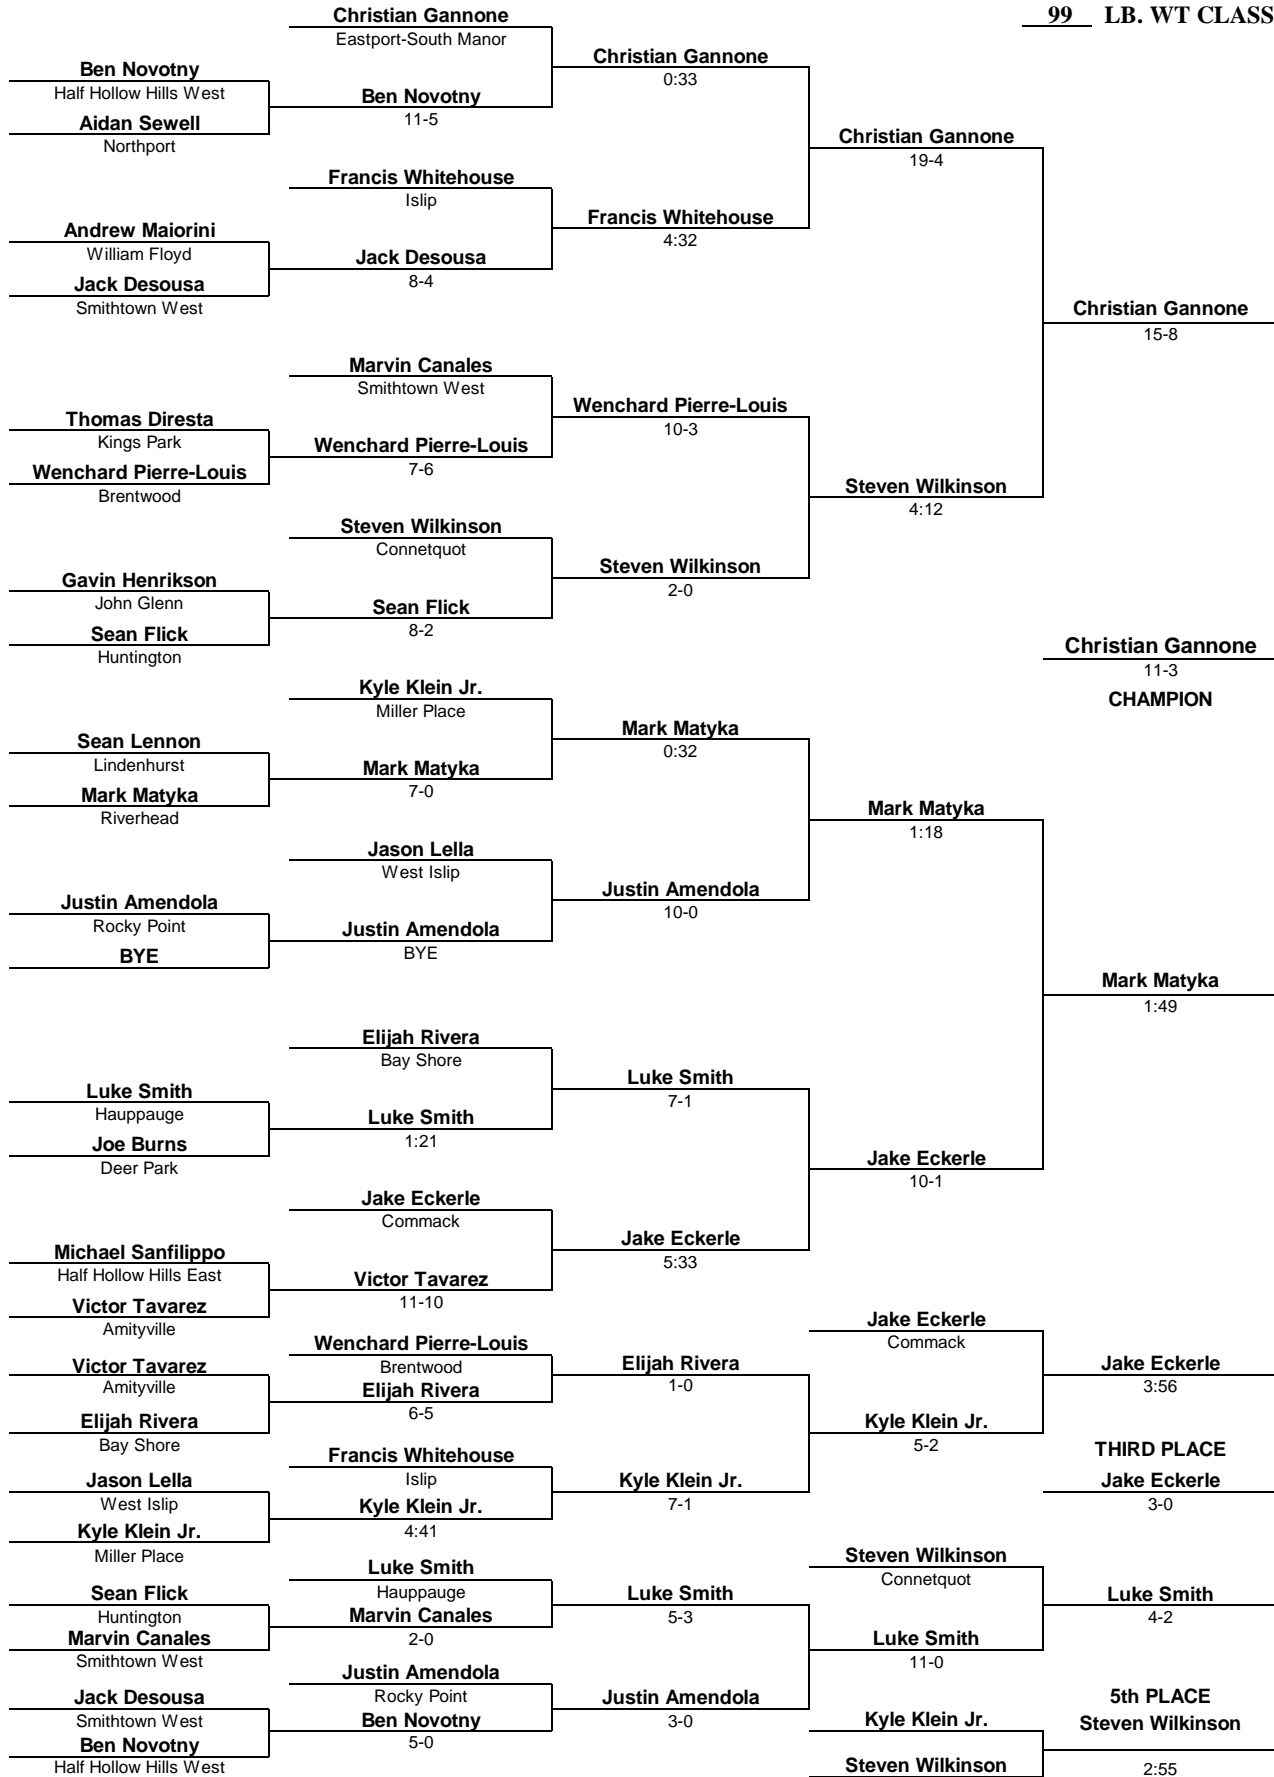 99 LB. WT CLASS
Christian Gannone
Eastport-South Manor
Christian Gannone
0:33
Ben Novotny
Half Hollow Hills West
Ben Novotny
11-5
Aidan Sewell
Northport
Christian Gannone
19-4
Francis Whitehouse
Islip
Francis Whitehouse
4:32
Andrew Maiorini
William Floyd
Jack Desousa
8-4
Jack Desousa
Smithtown West
Christian Gannone
15-8
Marvin Canales
Smithtown West
Wenchard Pierre-Louis
10-3
Thomas Diresta
Kings Park
Wenchard Pierre-Louis
7-6
Wenchard Pierre-Louis
Brentwood
Steven Wilkinson
4:12
Steven Wilkinson
Connetquot
Steven Wilkinson
2-0
Gavin Henrikson
John Glenn
Sean Flick
8-2
Sean Flick
Huntington
Christian Gannone
11-3
CHAMPION
Kyle Klein Jr.
Miller Place
Mark Matyka
0:32
Sean Lennon
Lindenhurst
Mark Matyka
7-0
Mark Matyka
Riverhead
Mark Matyka
1:18
Jason Lella
West Islip
Justin Amendola
10-0
Justin Amendola
Rocky Point
Justin Amendola
BYE
BYE
Mark Matyka
1:49
Elijah Rivera
Bay Shore
Luke Smith
7-1
Luke Smith
Hauppauge
Luke Smith
1:21
Joe Burns
Deer Park
Jake Eckerle
10-1
Jake Eckerle
Commack
Jake Eckerle
5:33
Michael Sanfilippo
Half Hollow Hills East
Victor Tavarez
11-10
Victor Tavarez
Amityville
Jake Eckerle
Commack
Wenchard Pierre-Louis
Brentwood
Elijah Rivera
1-0
Jake Eckerle
3:56
Victor Tavarez
Amityville
Elijah Rivera
6-5
Elijah Rivera
Bay Shore
Kyle Klein Jr.
5-2
THIRD PLACE
Jake Eckerle
3-0
Francis Whitehouse
Islip
Kyle Klein Jr.
7-1
Jason Lella
West Islip
Kyle Klein Jr.
4:41
Kyle Klein Jr.
Miller Place
Steven Wilkinson
Connetquot
Luke Smith
Hauppauge
Luke Smith
5-3
Luke Smith
4-2
Sean Flick
Huntington
Marvin Canales
2-0
Marvin Canales
Smithtown West
Luke Smith
11-0
Justin Amendola
Rocky Point
Justin Amendola
3-0
Jack Desousa
Smithtown West
Ben Novotny
5-0
Ben Novotny
Half Hollow Hills West
5th PLACE
Kyle Klein Jr.
Steven Wilkinson
Steven Wilkinson
2:55